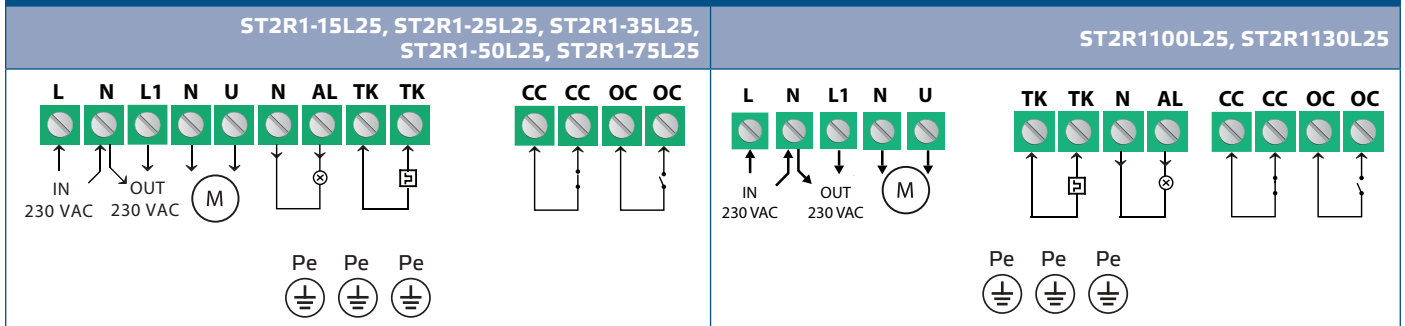 ST2R1-15L25, ST2R1-25L25, ST2R1-35L25,
ST2R1-50L25, ST2R1-75L25
L N L1 N U N AL TK TK CC CC OC OC
IN OUT
230 VAC 230 VAC M
Pe Pe Pe
ST2R1100L25, ST2R1130L25
L N L1 N U TK TK N AL CC CC OC OC
IN OUT
230 VAC 230 VAC M
Pe Pe Pe